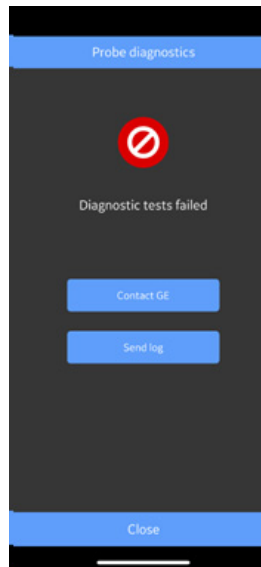 Probe diagnostics
Diagnostic tests failed
Contact GE
Send log
Close